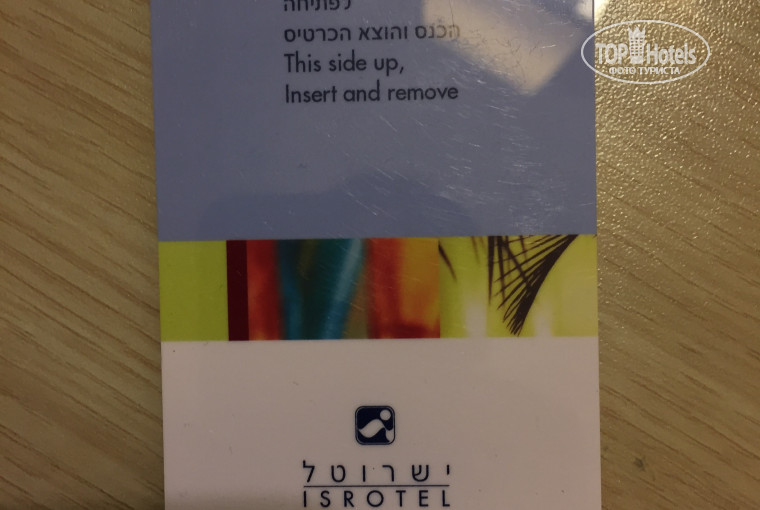 לפתיחה
הכנס והוצא הכרטיס
This side up,
Insert and remove
TOP Hotels
ФОТО ТУРИСТА
ישרוטל
ISROTEL